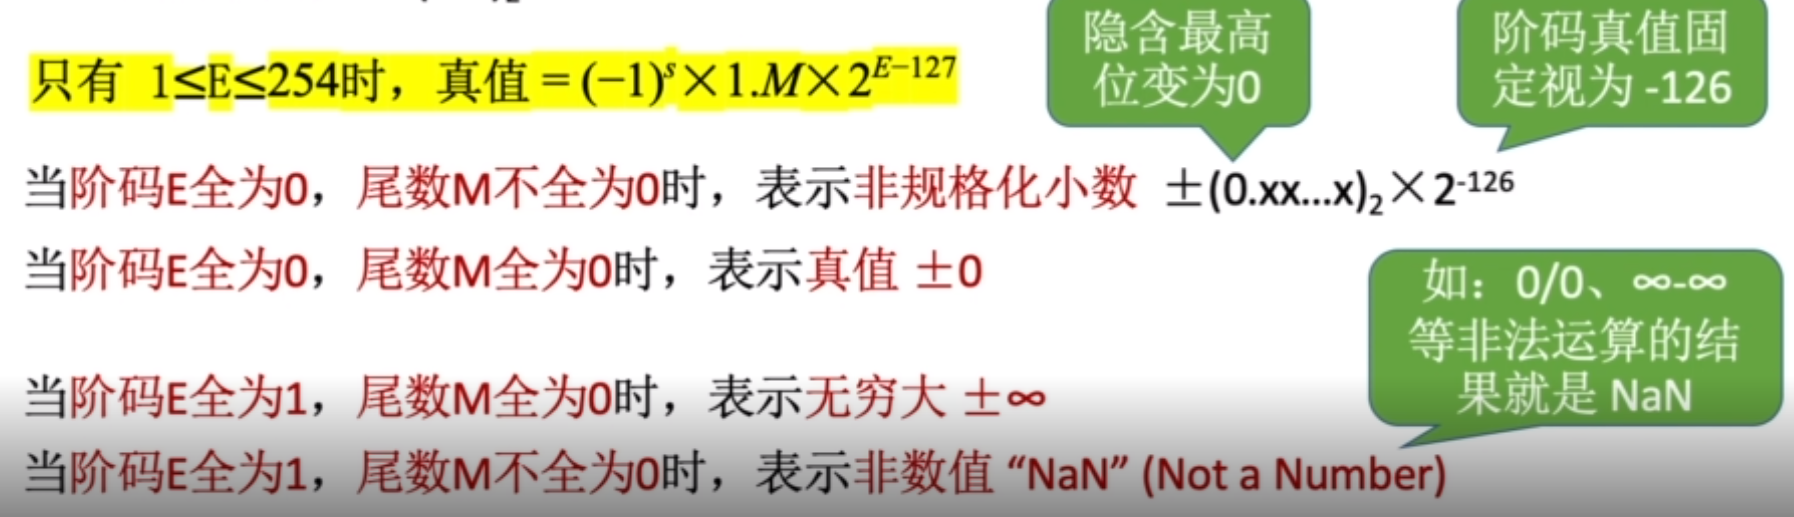 隐含最高
位变为0
阶码真值固
定视为 -126
只有 1≤E≤254时，真值 = (−1)ˢ×1.M×2ᴱ⁻¹²⁷
当阶码E全为0，尾数M不全为0时，表示非规格化小数 ±(0.xx...x)₂×2⁻¹²⁶
当阶码E全为0，尾数M全为0时，表示真值 ±0
如：0/0、∞-∞
等非法运算的结
果就是 NaN
当阶码E全为1，尾数M全为0时，表示无穷大 ±∞
当阶码E全为1，尾数M不全为0时，表示非数值 “NaN” (Not a Number)